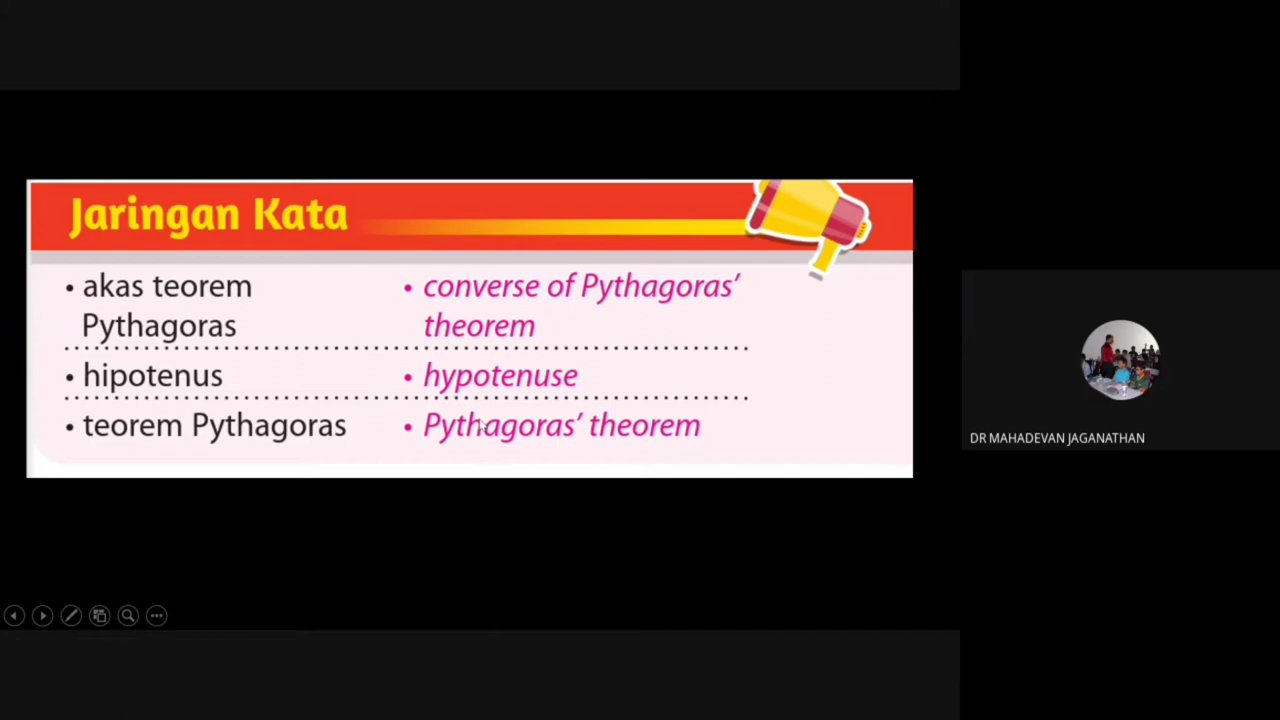 Jaringan Kata
• akas teorem Pythagoras
• converse of Pythagoras’ theorem
• hipotenus
• hypotenuse
• teorem Pythagoras
• Pythagoras’ theorem
DR MAHADEVAN JAGANATHAN